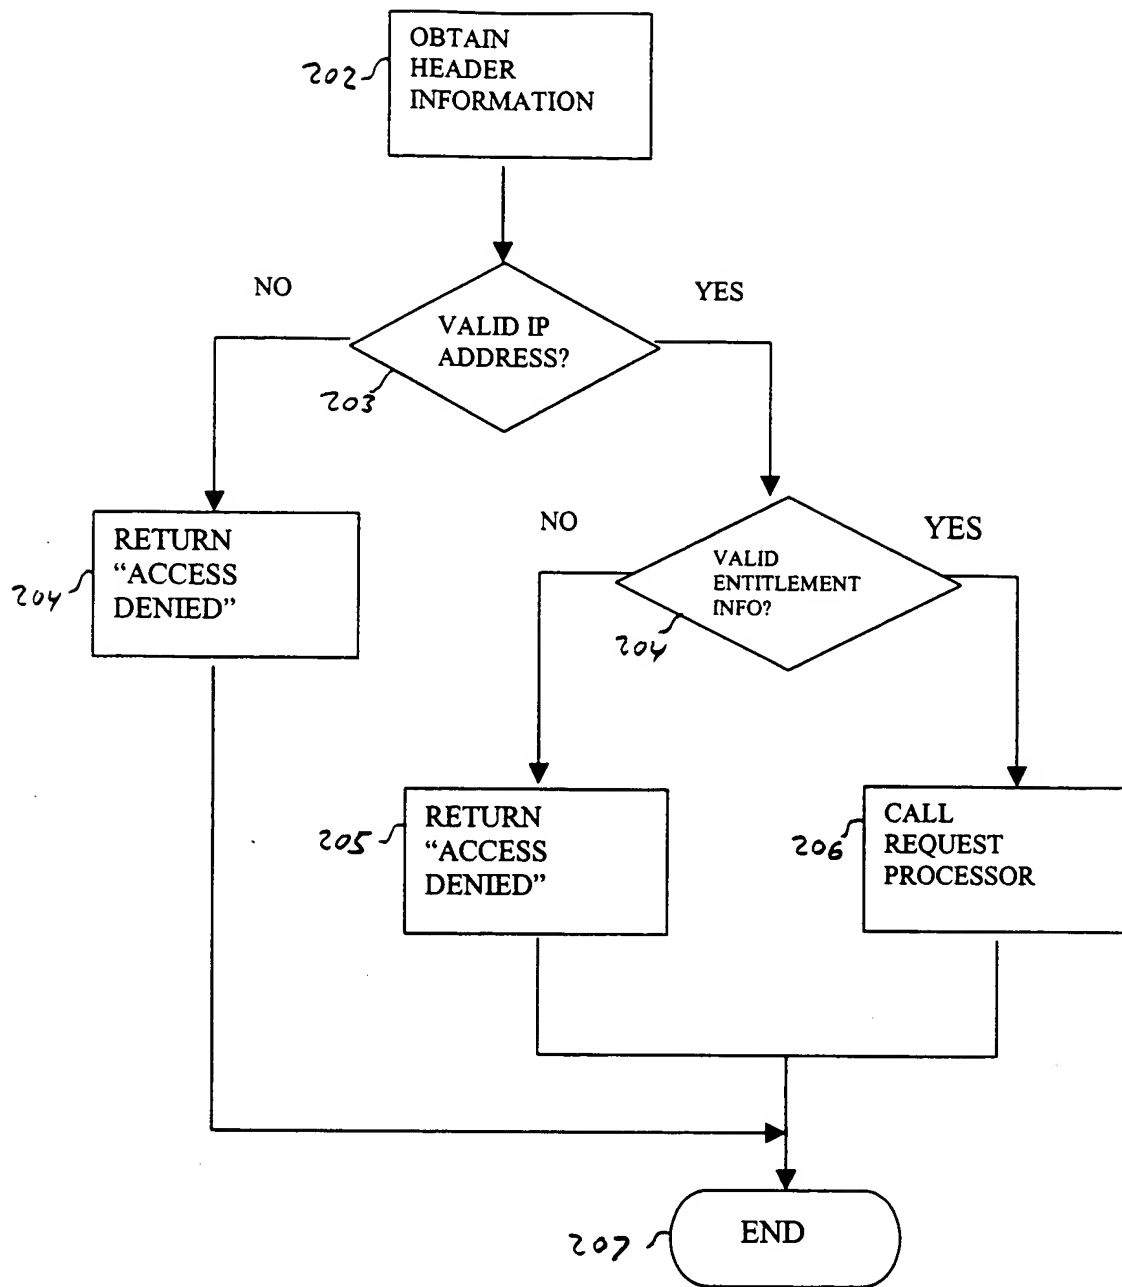 OBTAIN
HEADER
INFORMATION
202
NO
YES
VALID IP
ADDRESS?
203
RETURN
“ACCESS
DENIED”
204
NO
YES
VALID
ENTITLEMENT
INFO?
204
RETURN
“ACCESS
DENIED”
205
CALL
REQUEST
PROCESSOR
206
END
207